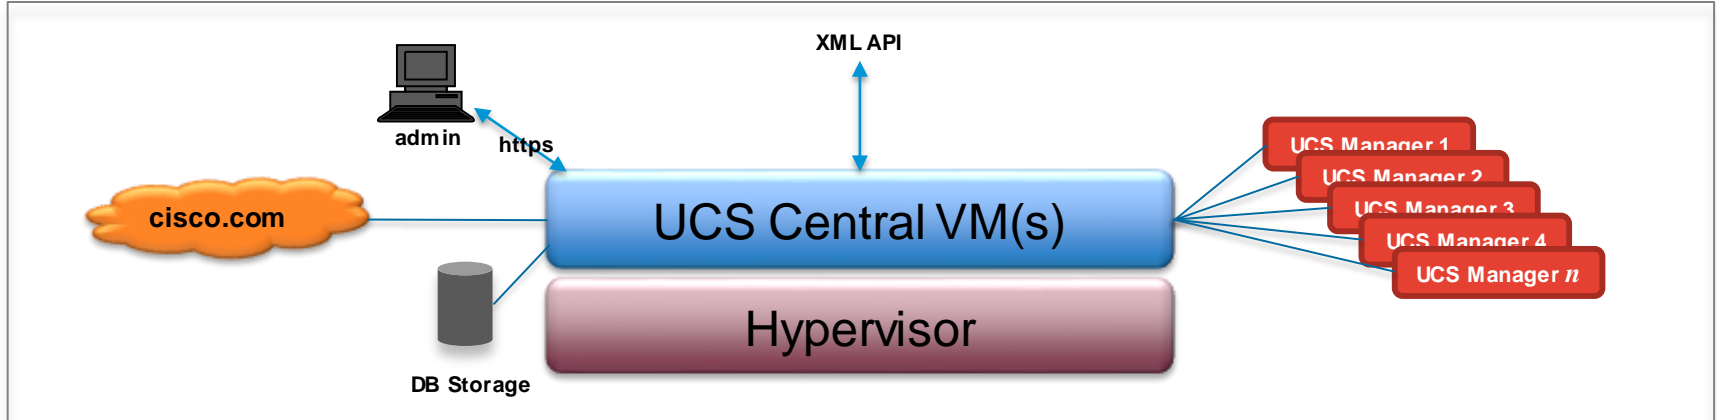 XML API
admin
https
UCS Manager 1
UCS Manager 2
cisco.com
UCS Central VM(s)
UCS Manager 3
UCS Manager 4
UCS Manager n
Hypervisor
DB Storage